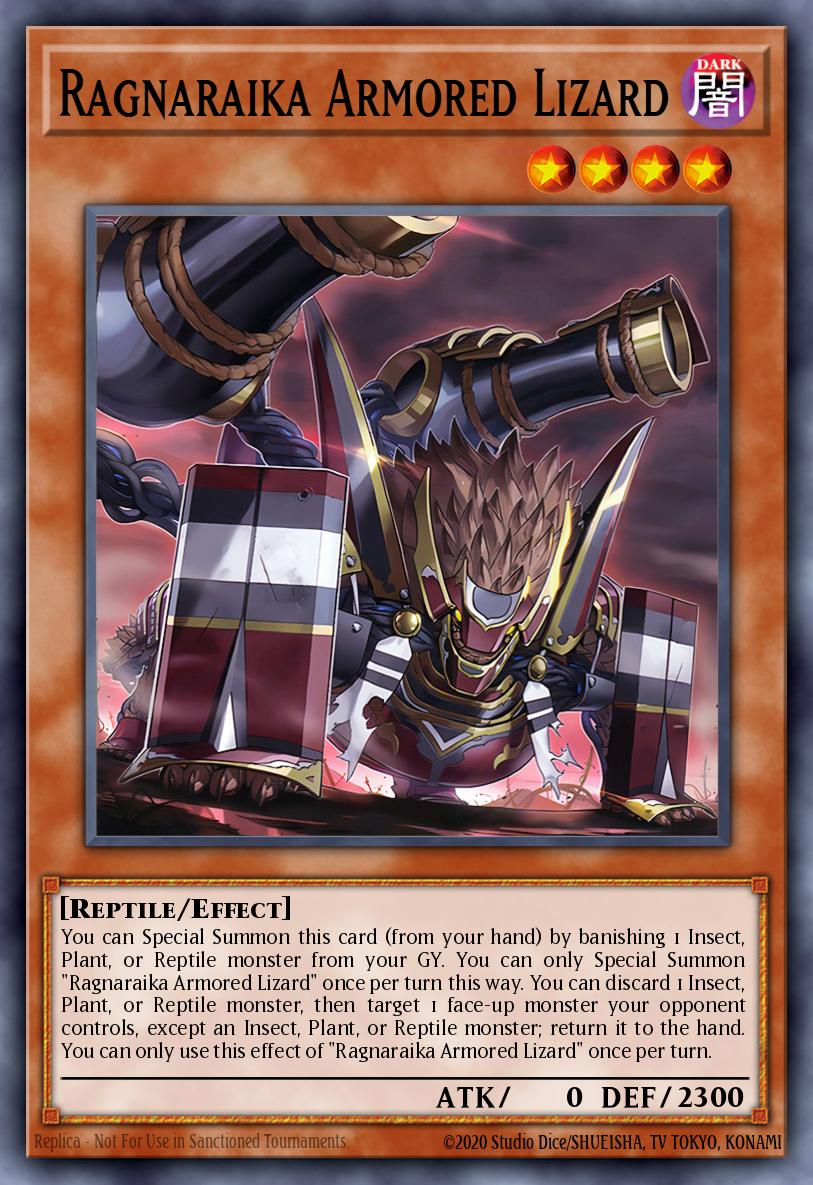 Ragnaraika Armored Lizard
DARK
闇
[Reptile/Effect]
You can Special Summon this card (from your hand) by banishing 1 Insect,
Plant, or Reptile monster from your GY. You can only Special Summon
"Ragnaraika Armored Lizard" once per turn this way. You can discard 1 Insect,
Plant, or Reptile monster, then target 1 face-up monster your opponent
controls, except an Insect, Plant, or Reptile monster; return it to the hand.
You can only use this effect of "Ragnaraika Armored Lizard" once per turn.
ATK/ 0 DEF/2300
Replica - Not For Use in Sanctioned Tournaments.
©2020 Studio Dice/SHUEISHA, TV TOKYO, KONAMI